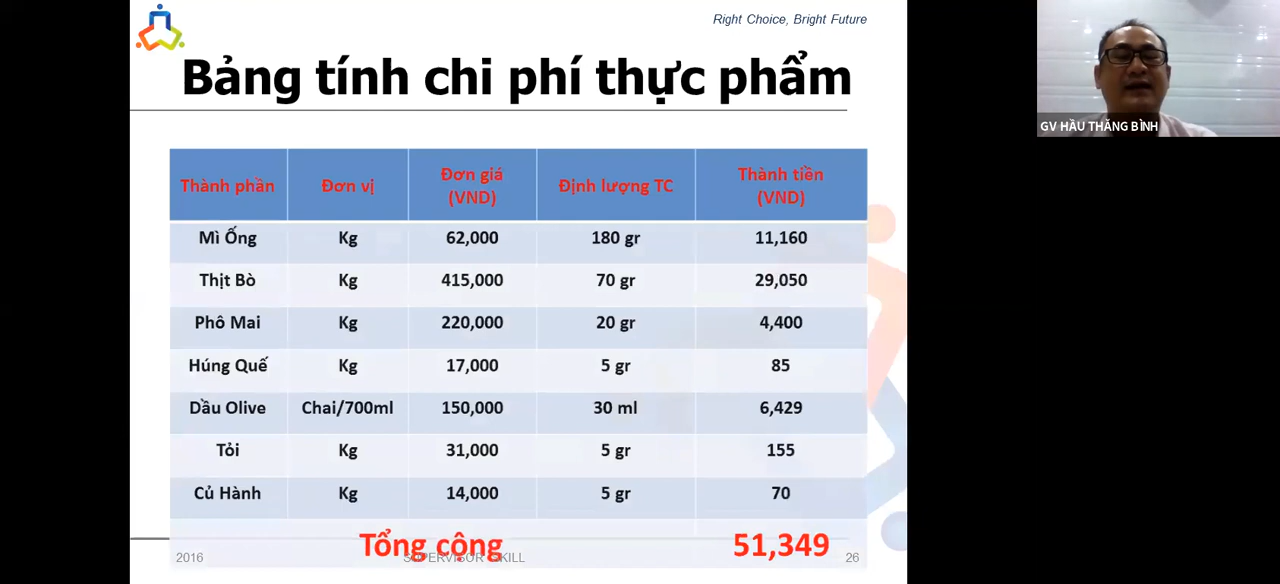 Right Choice, Bright Future
GV HẦU THĂNG BÌNH
Bảng tính chi phí thực phẩm
Thành phần Đơn vị Đơn giá (VND) Định lượng TC Thành tiền (VND)
Mì Ống Kg 62,000 180 gr 11,160
Thịt Bò Kg 415,000 70 gr 29,050
Phô Mai Kg 220,000 20 gr 4,400
Húng Quế Kg 17,000 5 gr 85
Dầu Olive Chai/700ml 150,000 30 ml 6,429
Tỏi Kg 31,000 5 gr 155
Củ Hành Kg 14,000 5 gr 70
Tổng cộng 51,349
2016 SUPERVISOR SKILL 26